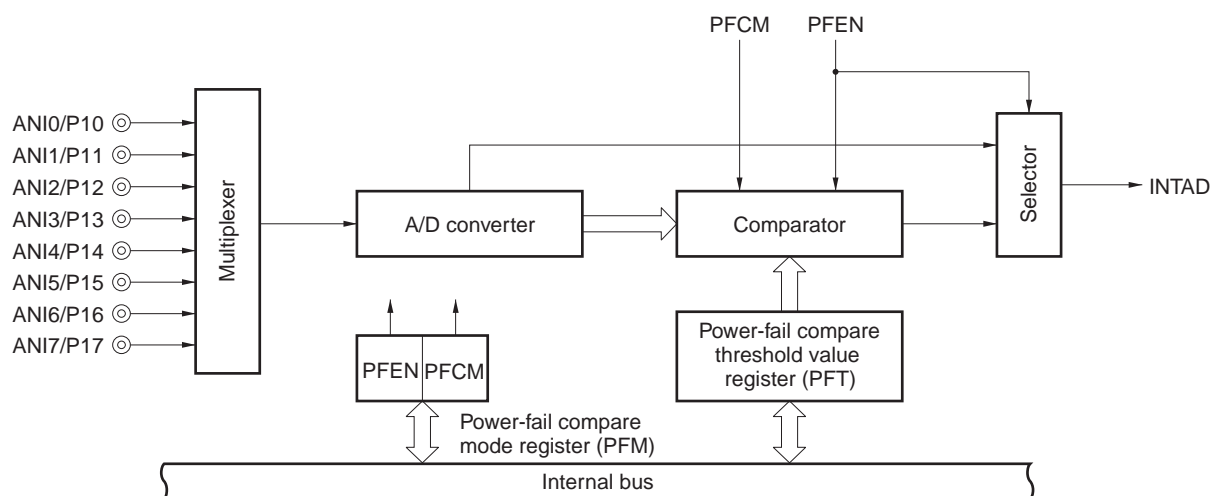 PFCM
PFEN
ANI0/P10
ANI1/P11
ANI2/P12
ANI3/P13
ANI4/P14
ANI5/P15
ANI6/P16
ANI7/P17
Multiplexer
A/D converter
Comparator
Selector
INTAD
PFEN
PFCM
Power-fail compare
mode register (PFM)
Power-fail compare
threshold value
register (PFT)
Internal bus